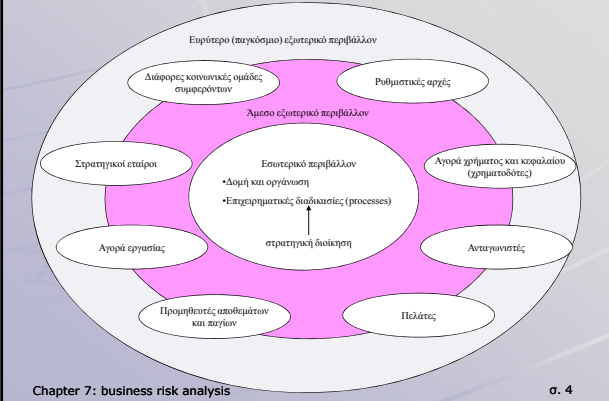 Ευρύτερο (παγκόσμιο) εξωτερικό περιβάλλον
Διάφορες κοινωνικές ομάδες
συμφερόντων
Ρυθμιστικές αρχές
Άμεσο εξωτερικό περιβάλλον
Στρατηγικοί εταίροι
Εσωτερικό περιβάλλον
•Δομή και οργάνωση
•Επιχειρηματικές διαδικασίες (processes)
στρατηγική διοίκηση
Αγορά χρήματος και κεφαλαίου
(χρηματοδότες)
Αγορά εργασίας
Ανταγωνιστές
Προμηθευτές αποθεμάτων
και παγίων
Πελάτες
Chapter 7: business risk analysis
σ. 4